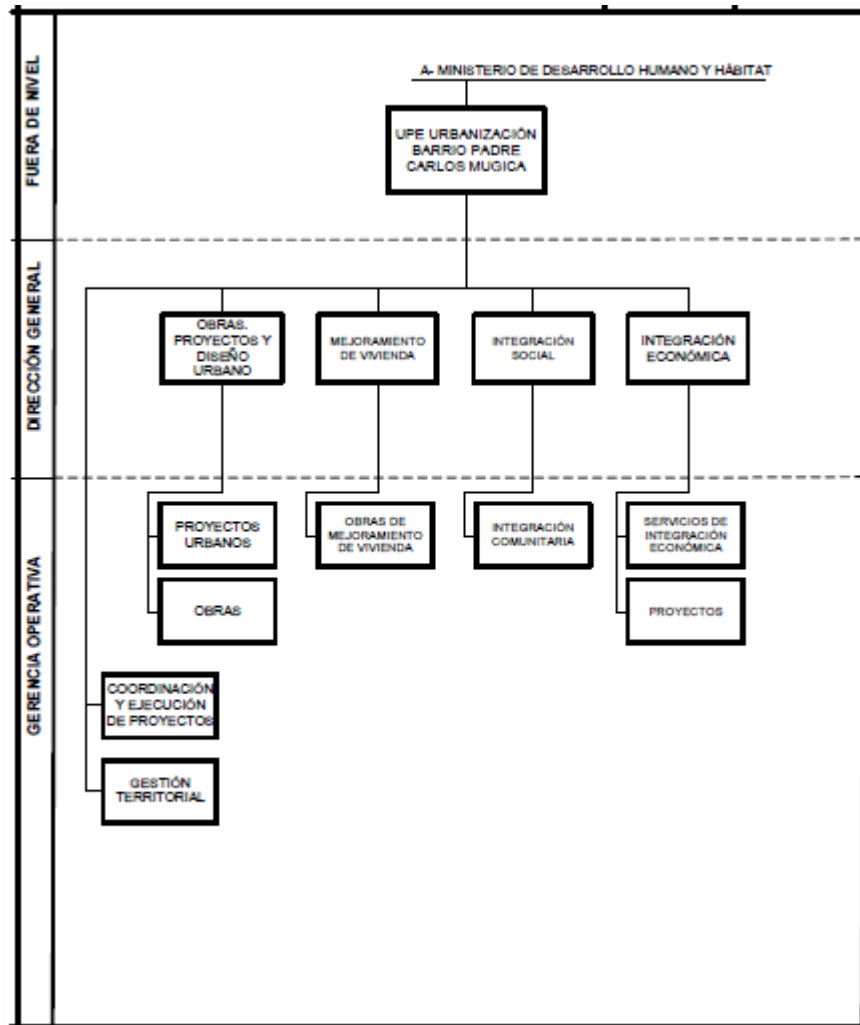 A- MINISTERIO DE DESARROLLO HUMANO Y HÁBITAT
FUERA DE NIVEL
UPE URBANIZACIÓN
BARRIO PADRE
CARLOS MUGICA
DIRECCIÓN GENERAL
OBRAS.
PROYECTOS Y
DISEÑO
URBANO
MEJORAMIENTO
DE VIVIENDA
INTEGRACIÓN
SOCIAL
INTEGRACIÓN
ECONÓMICA
GERENCIA OPERATIVA
PROYECTOS
URBANOS
OBRAS DE
MEJORAMIENTO
DE VIVIENDA
INTEGRACIÓN
COMUNITARIA
SERVICIOS DE
INTEGRACIÓN
ECONÓMICA
OBRAS
PROYECTOS
COORDINACIÓN
Y EJECUCIÓN
DE PROYECTOS
GESTIÓN
TERRITORIAL